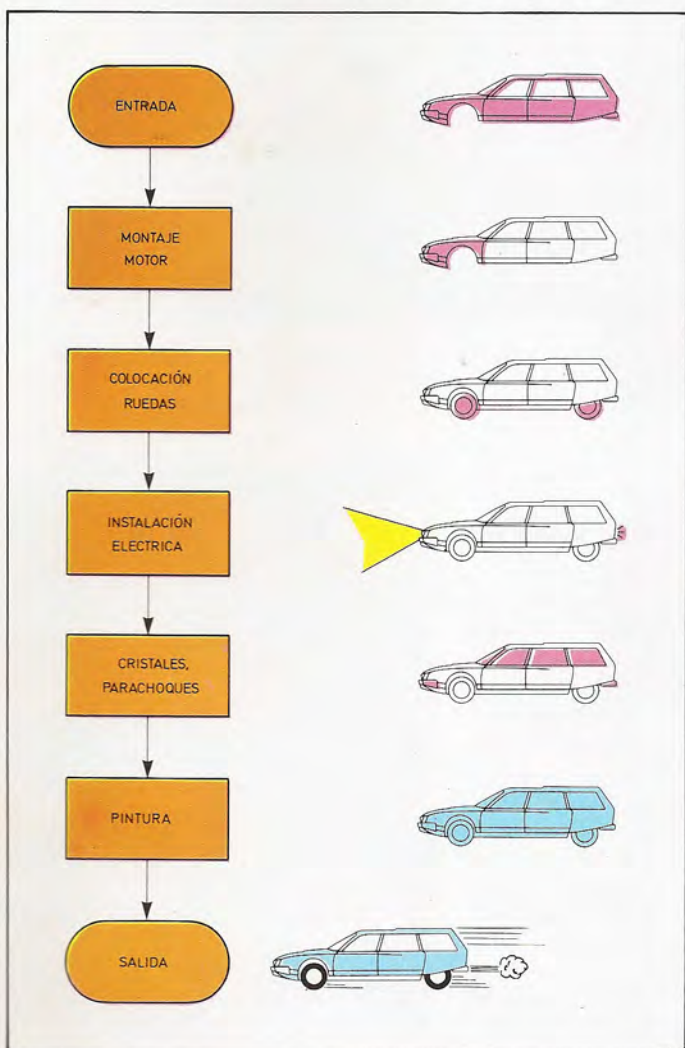 ENTRADA
MONTAJE
MOTOR
COLOCACIÓN
RUEDAS
INSTALACIÓN
ELECTRICA
CRISTALES,
PARACHOQUES
PINTURA
SALIDA